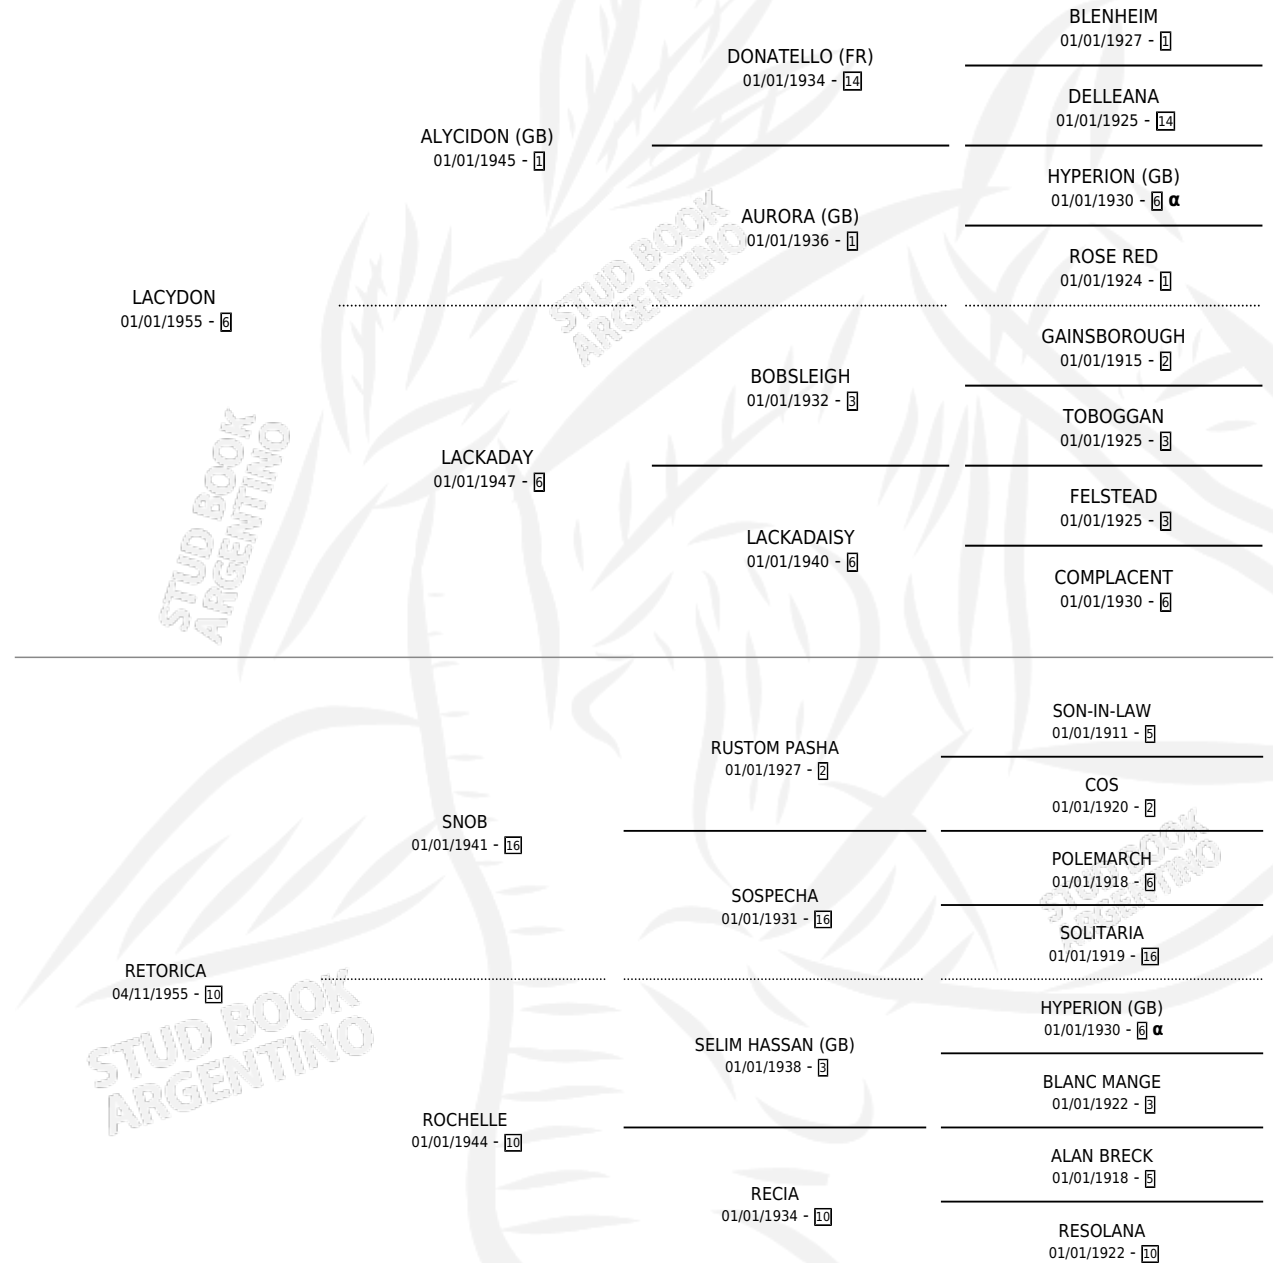 BLENHEIM
01/01/1927 - 1
DONATELLO (FR)
01/01/1934 - 14
DELLEANA
01/01/1925 - 14
ALYCIDON (GB)
01/01/1945 - 1
HYPERION (GB)
01/01/1930 - 6 α
AURORA (GB)
01/01/1936 - 1
ROSE RED
01/01/1924 - 1
LACYDON
01/01/1955 - 6
GAINSBOROUGH
01/01/1915 - 2
BOBSLEIGH
01/01/1932 - 3
TOBOGGAN
01/01/1925 - 3
LACKADAY
01/01/1947 - 6
FELSTEAD
01/01/1925 - 3
LACKADAISY
01/01/1940 - 6
COMPLACENT
01/01/1930 - 6
SON-IN-LAW
01/01/1911 - 5
RUSTOM PASHA
01/01/1927 - 2
COS
01/01/1920 - 2
SNOB
01/01/1941 - 16
POLEMARCH
01/01/1918 - 6
SOSPECHA
01/01/1931 - 16
SOLITARIA
01/01/1919 - 16
RETORICA
04/11/1955 - 10
HYPERION (GB)
01/01/1930 - 6 α
SELIM HASSAN (GB)
01/01/1938 - 3
BLANC MANGE
01/01/1922 - 3
ROCHELLE
01/01/1944 - 10
ALAN BRECK
01/01/1918 - 5
RECIA
01/01/1934 - 10
RESOLANA
01/01/1922 - 10
STUD BOOK
ARGENTINO
STUD BOOK
ARGENTINO
STUD BOOK
ARGENTINO
STUD BOOK
ARGENTINO